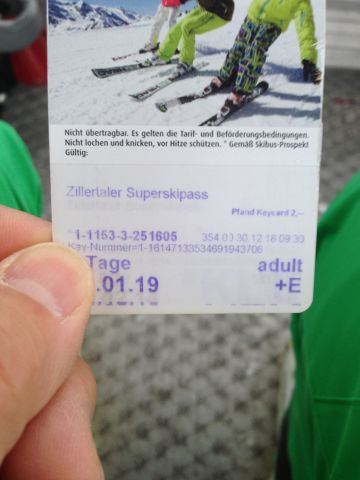 Nicht übertragbar. Es gelten die Tarif- und Beförderungsbedingungen.
Nicht lochen und knicken, vor Hitze schützen. * Gemäß Skibus-Prospekt
Gültig:
Zillertaler Superskipass
Pfand Keycard 2,--
*1-1153-3-251605 354,00 30.12.18 09:30
Key-Nummer=1-16147133534691943706
Tage adult
.01.19 +E